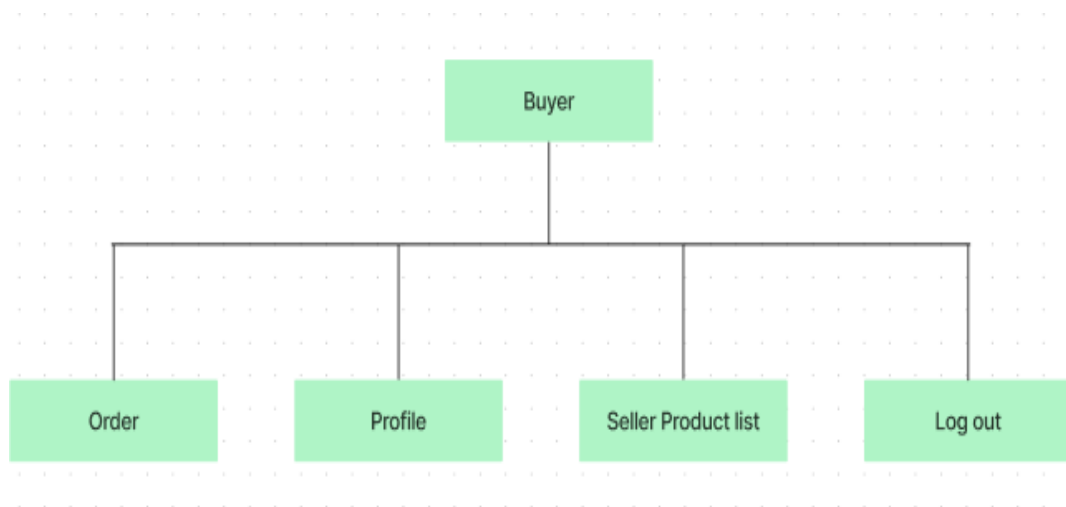 Buyer
Order
Profile
Seller Product list
Log out